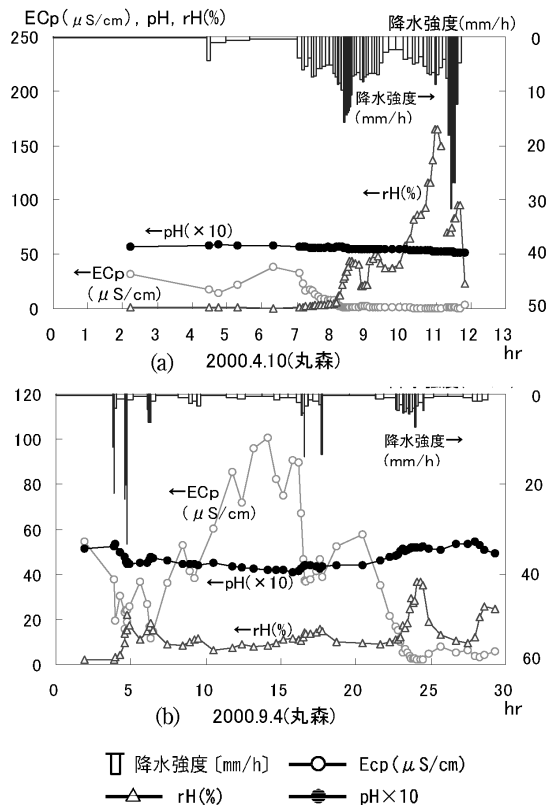 ECp(μS/cm), pH, rH(%) 降水強度(mm/h)
250 0
200 10
降水強度→
(mm/h)
150 20
←rH(%)
100 30
←pH(×10)
50 40
←ECp
(μS/cm)
0 50
0 1 2 3 4 5 6 7 8 9 10 11 12 13
hr
(a) 2000.4.10(丸森)
120 0
100
降水強度→
(mm/h)
←ECp
(μS/cm)
80 20
60
←pH(×10)
40 40
←rH(%)
20
0 60
0 5 10 15 20 25 30
hr
(b) 2000.9.4(丸森)
降水強度〔mm/h〕 Ecp(μS/cm)
rH(%) pH×10